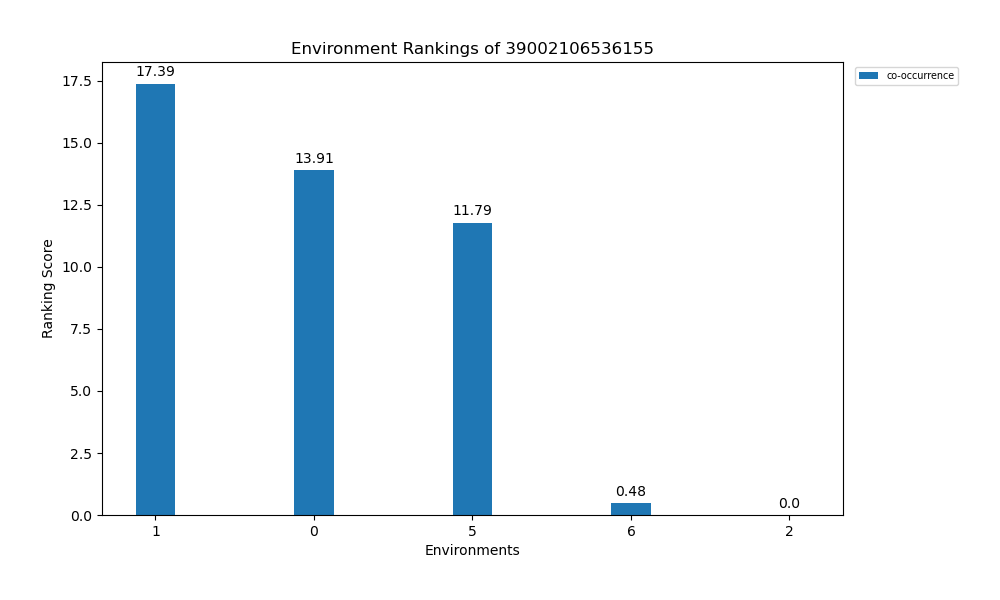 Environment Rankings of 39002106536155
co-occurrence
17.39
13.91
11.79
0.48
0.0
Ranking Score
17.5
15.0
12.5
10.0
7.5
5.0
2.5
0.0
1 0 5 6 2
Environments